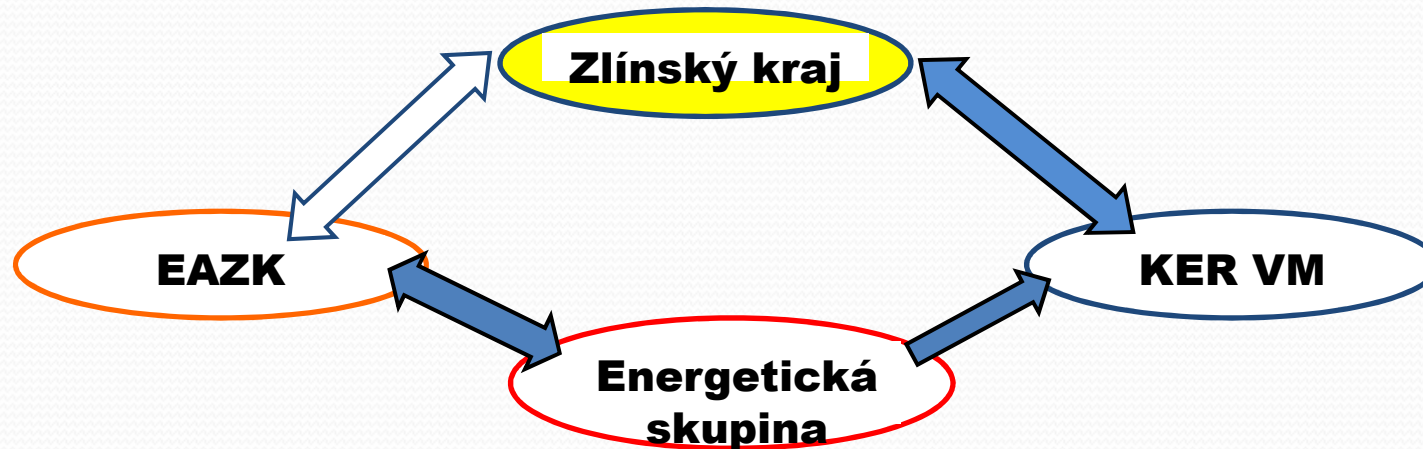 Zlínský kraj
EAZK
KER VM
Energetická
skupina